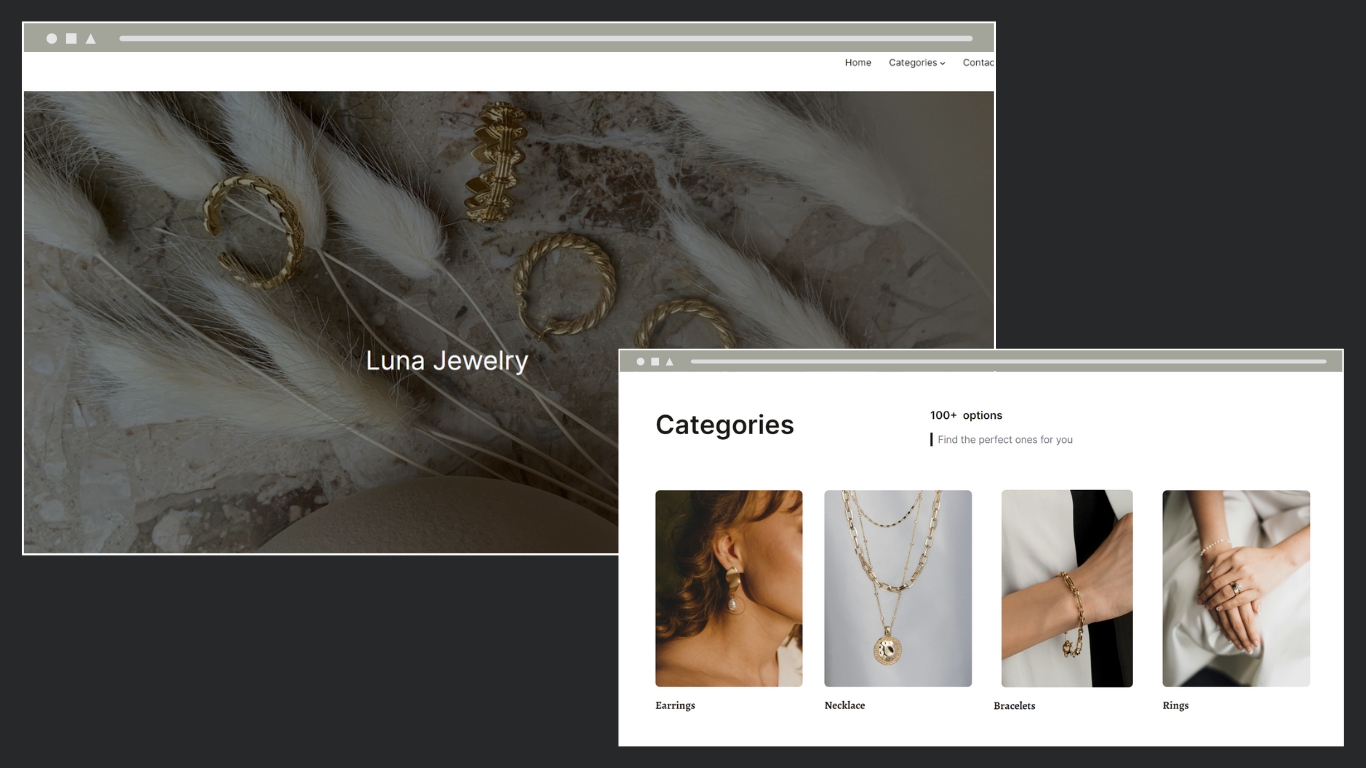 Home Categories Contac
Luna Jewelry
Categories
100+ options
Find the perfect ones for you
Earrings
Necklace
Bracelets
Rings